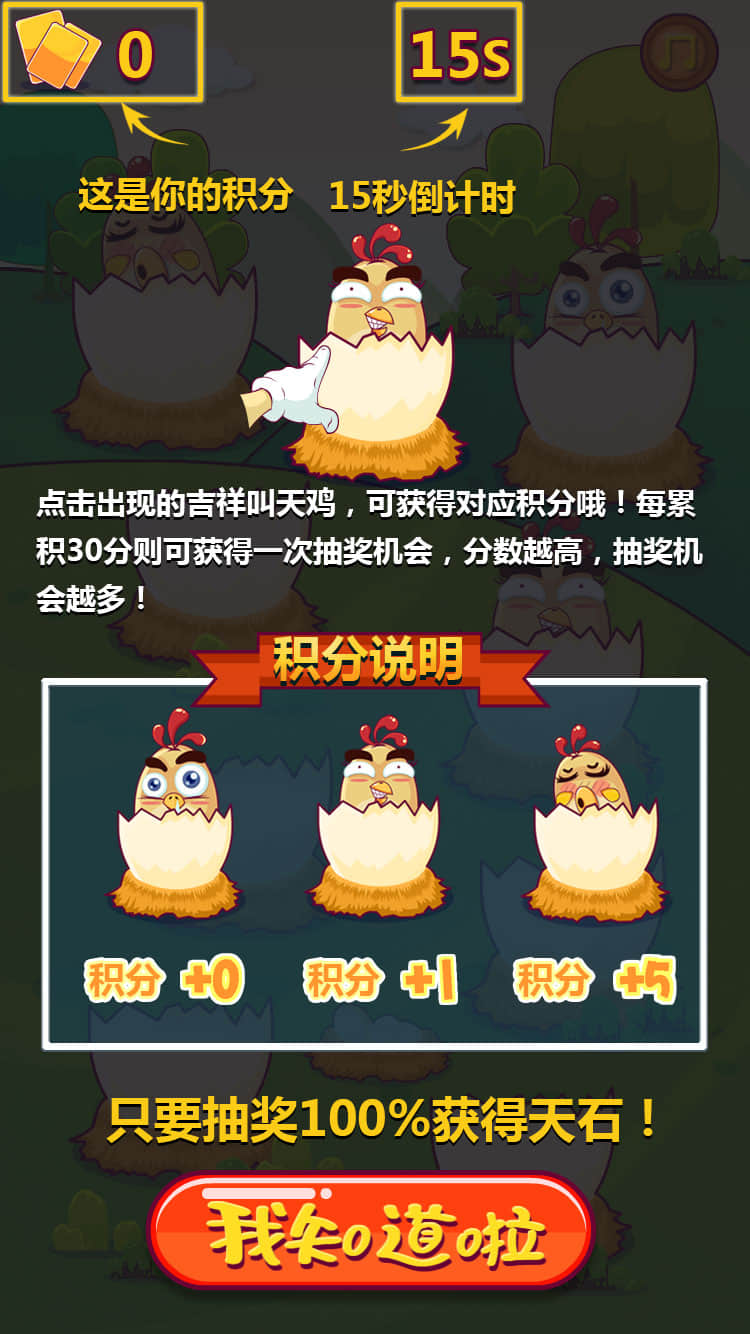 0
15s
这是你的积分
15秒倒计时
点击出现的吉祥叫天鸡，可获得对应积分哦！每累
积30分则可获得一次抽奖机会，分数越高，抽奖机
会越多！
积分说明
积分 +0
积分 +1
积分 +5
只要抽奖100%获得天石！
我知道啦